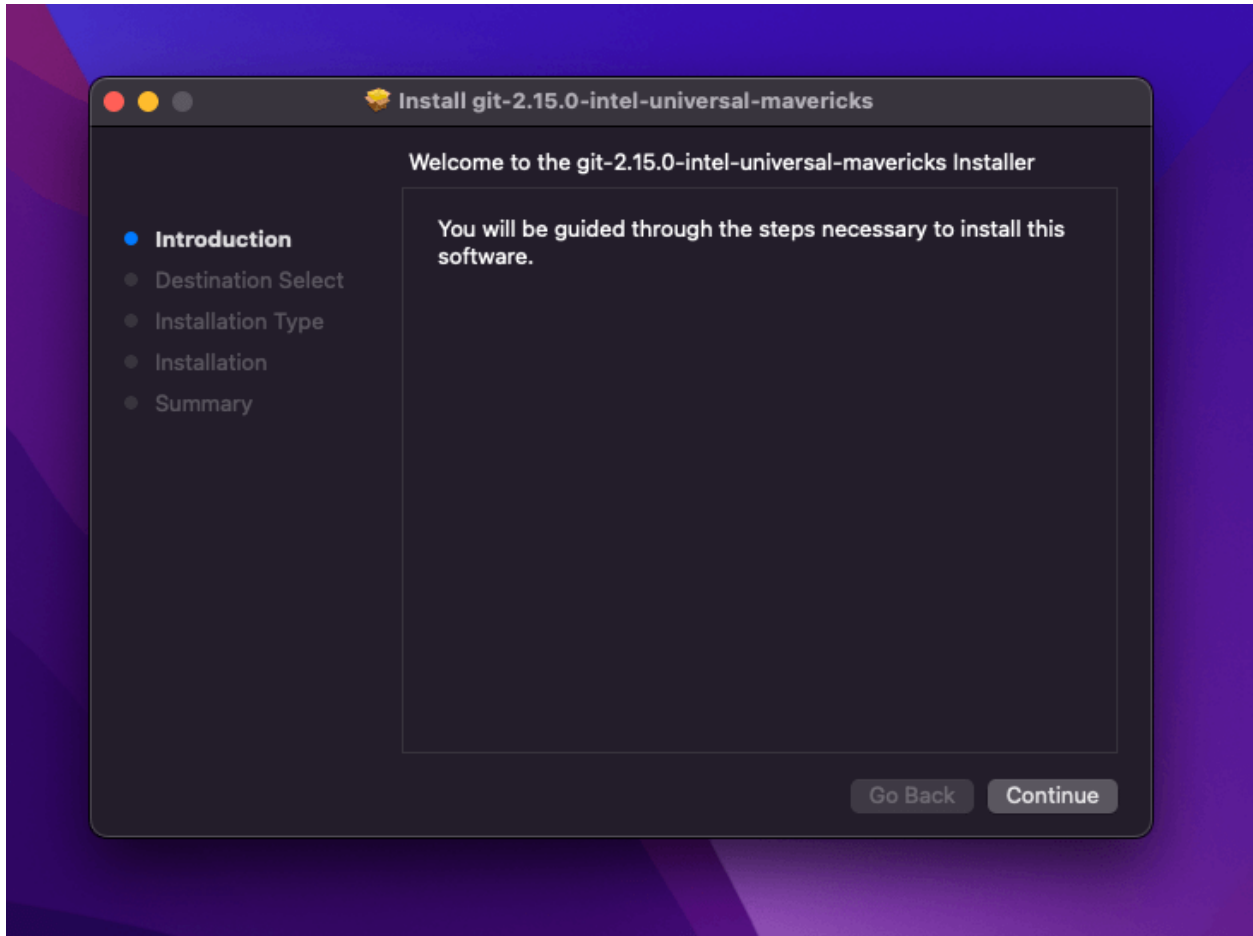 Install git-2.15.0-intel-universal-mavericks
Welcome to the git-2.15.0-intel-universal-mavericks Installer
Introduction
Destination Select
Installation Type
Installation
Summary
You will be guided through the steps necessary to install this
software.
Go Back
Continue